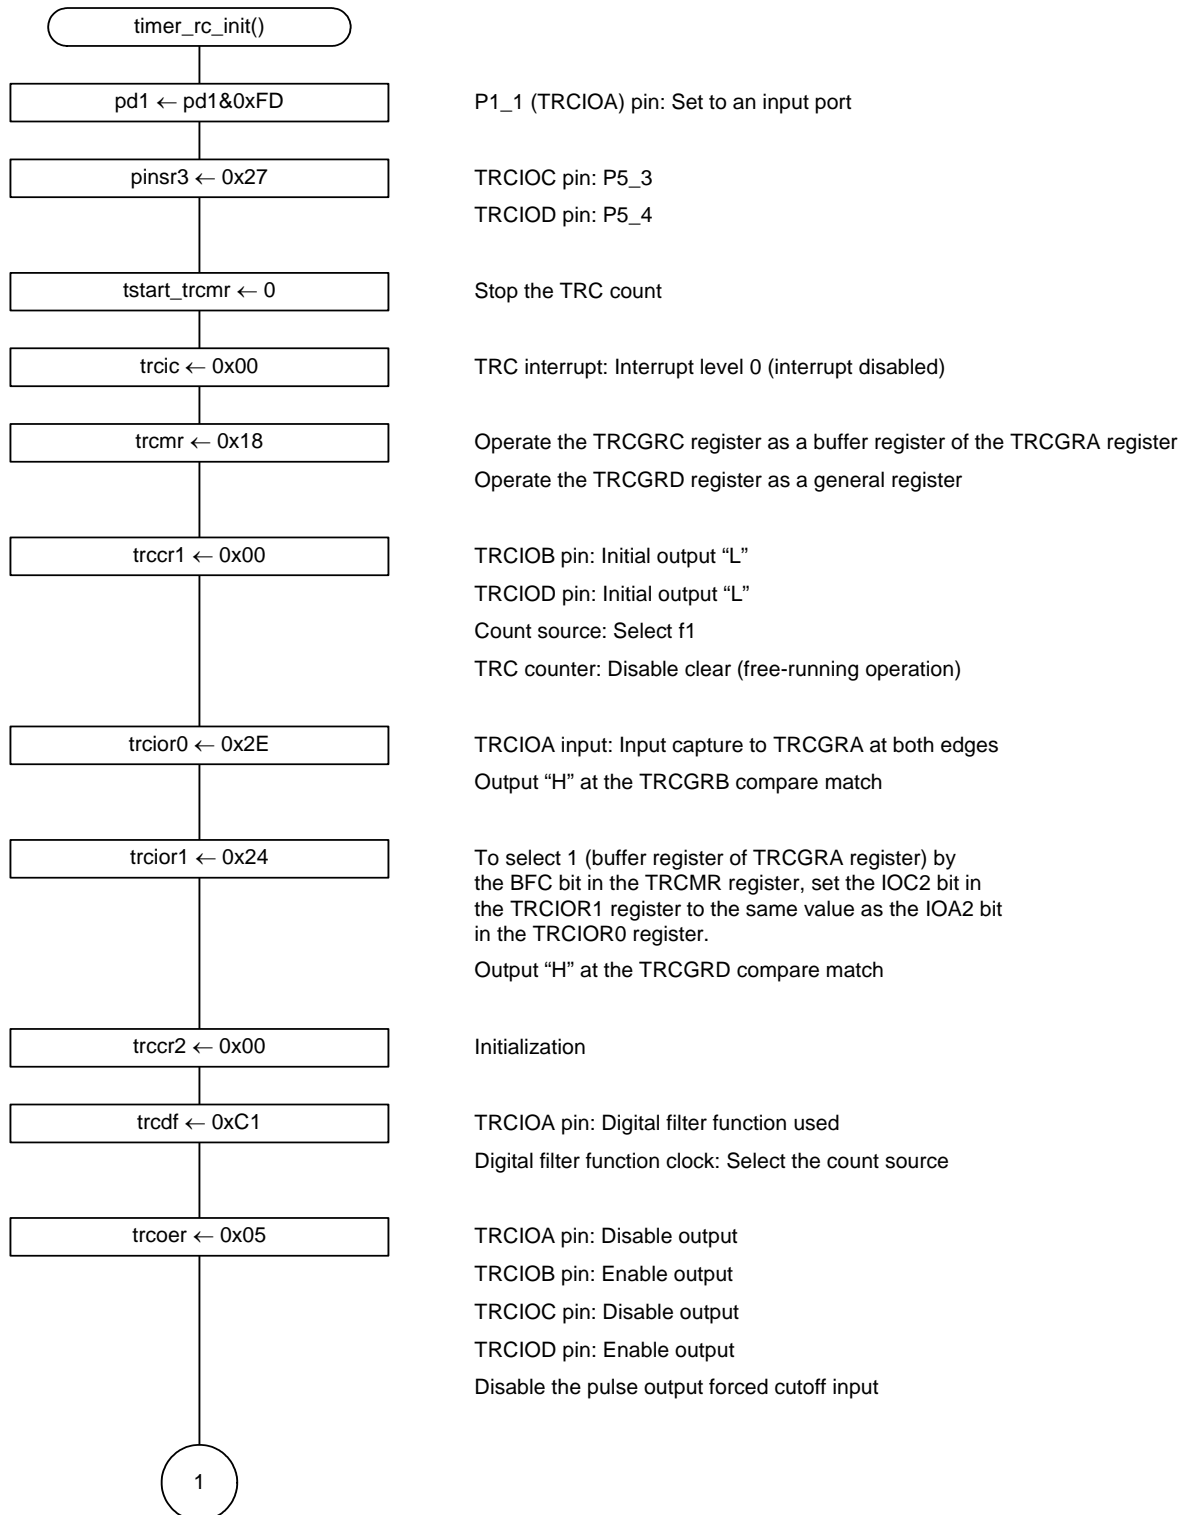 timer_rc_init()
pd1 ← pd1&0xFD
P1_1 (TRCIOA) pin: Set to an input port
pinsr3 ← 0x27
TRCIOC pin: P5_3
TRCIOD pin: P5_4
tstart_trcmr ← 0
Stop the TRC count
trcic ← 0x00
TRC interrupt: Interrupt level 0 (interrupt disabled)
trcmr ← 0x18
Operate the TRCGRC register as a buffer register of the TRCGRA register
Operate the TRCGRD register as a general register
trccr1 ← 0x00
TRCIOB pin: Initial output “L”
TRCIOD pin: Initial output “L”
Count source: Select f1
TRC counter: Disable clear (free-running operation)
trcior0 ← 0x2E
TRCIOA input: Input capture to TRCGRA at both edges
Output “H” at the TRCGRB compare match
trcior1 ← 0x24
To select 1 (buffer register of TRCGRA register) by
the BFC bit in the TRCMR register, set the IOC2 bit in
the TRCIOR1 register to the same value as the IOA2 bit
in the TRCIOR0 register.
Output “H” at the TRCGRD compare match
trccr2 ← 0x00
Initialization
trcdf ← 0xC1
TRCIOA pin: Digital filter function used
Digital filter function clock: Select the count source
trcoer ← 0x05
TRCIOA pin: Disable output
TRCIOB pin: Enable output
TRCIOC pin: Disable output
TRCIOD pin: Enable output
Disable the pulse output forced cutoff input
1